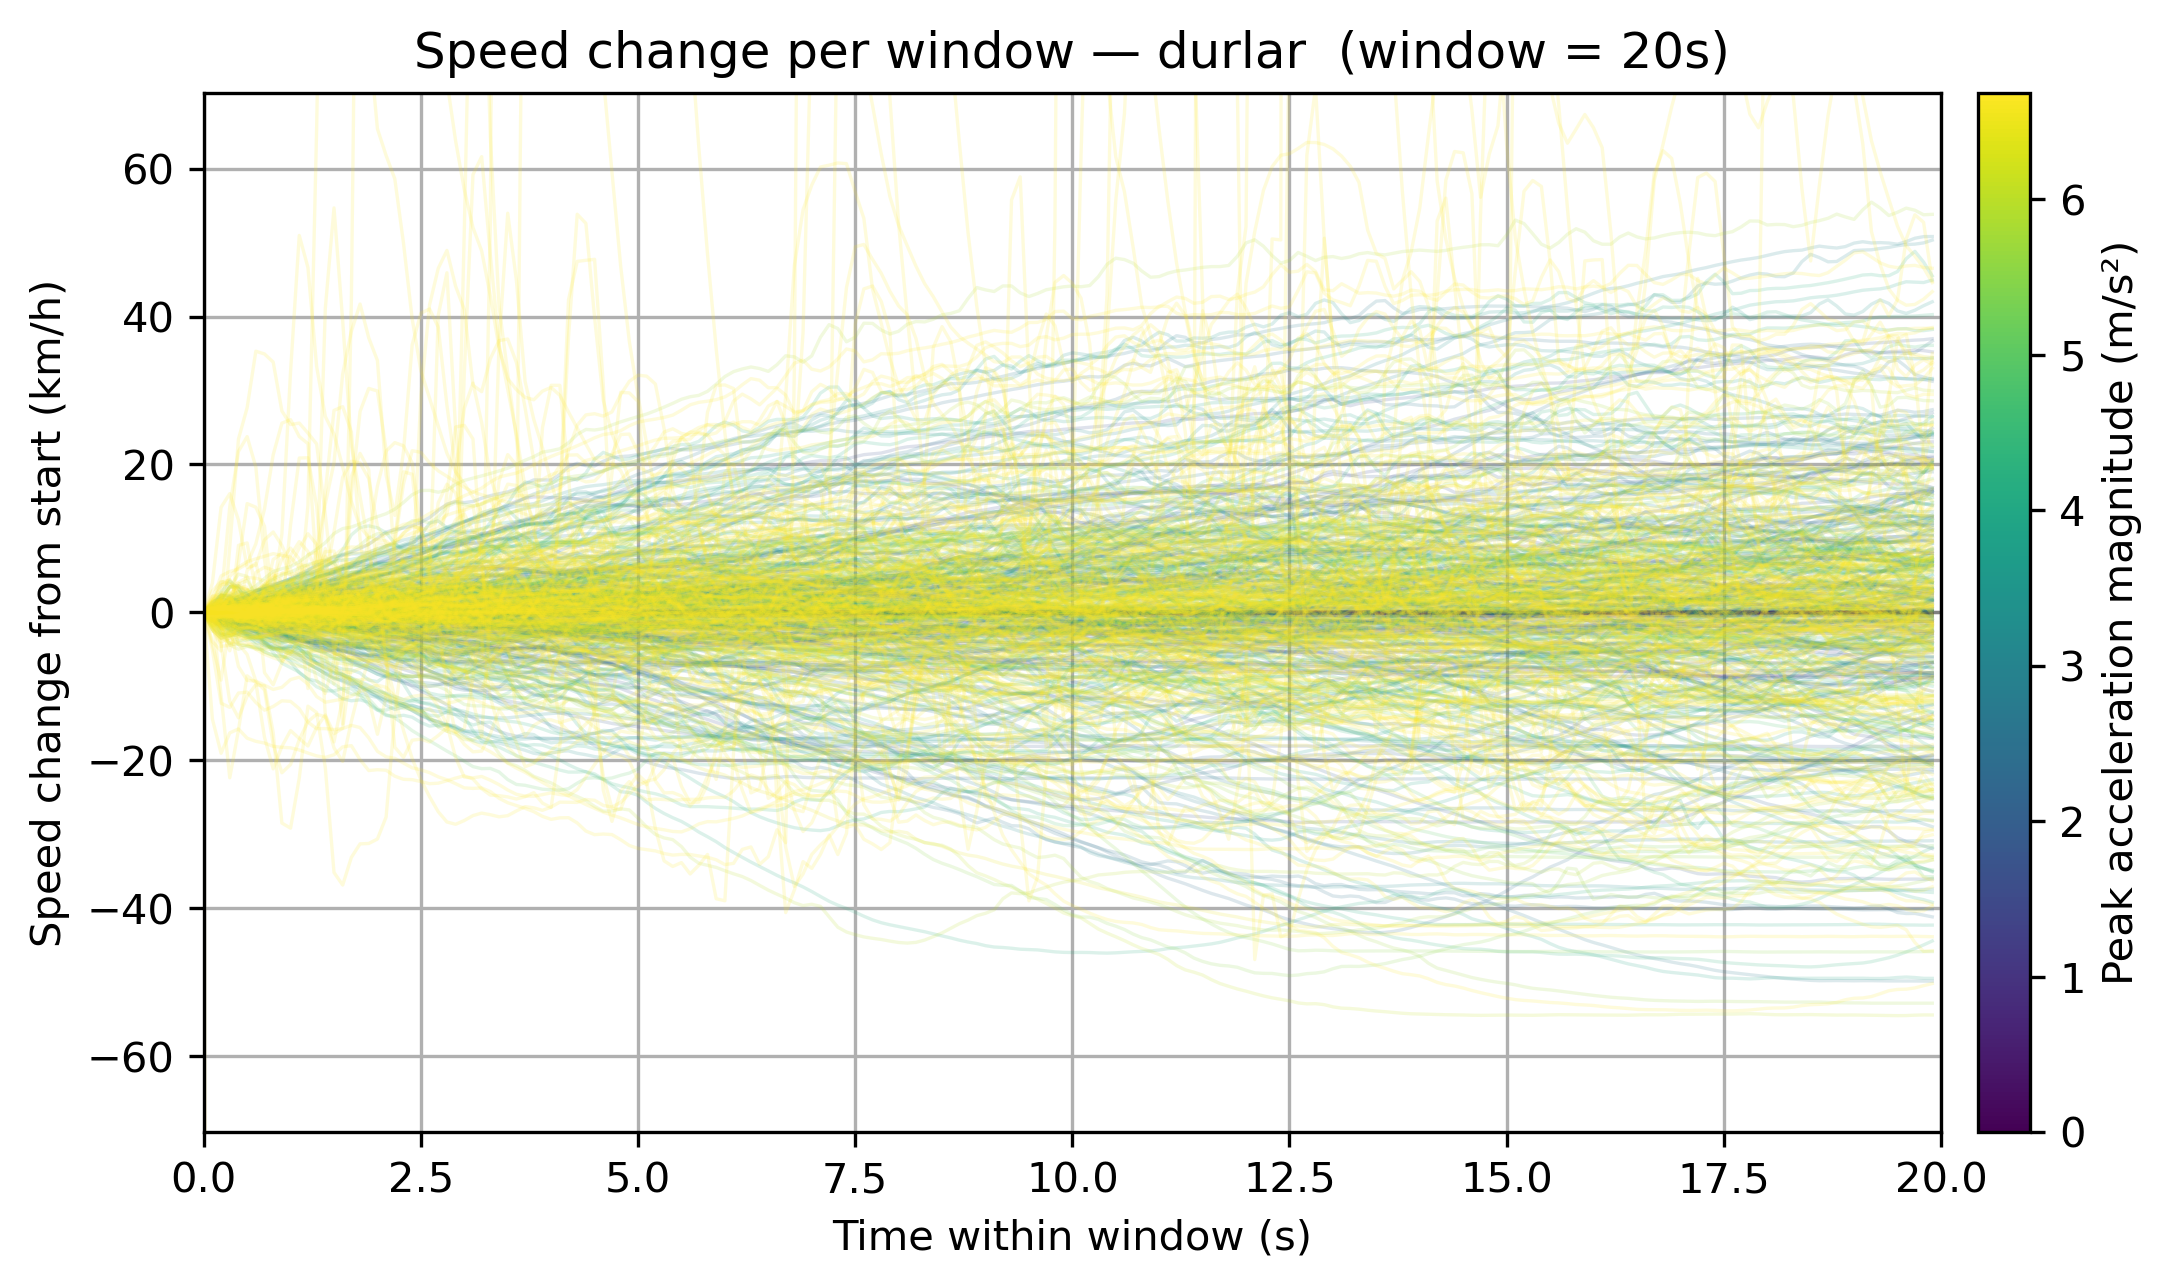 Speed change per window — durlar (window = 20s)
Speed change from start (km/h)
60
40
20
0
−20
−40
−60
0.0 2.5 5.0 7.5 10.0 12.5 15.0 17.5 20.0
Time within window (s)
6
5
4
3
2
1
0
Peak acceleration magnitude (m/s²)